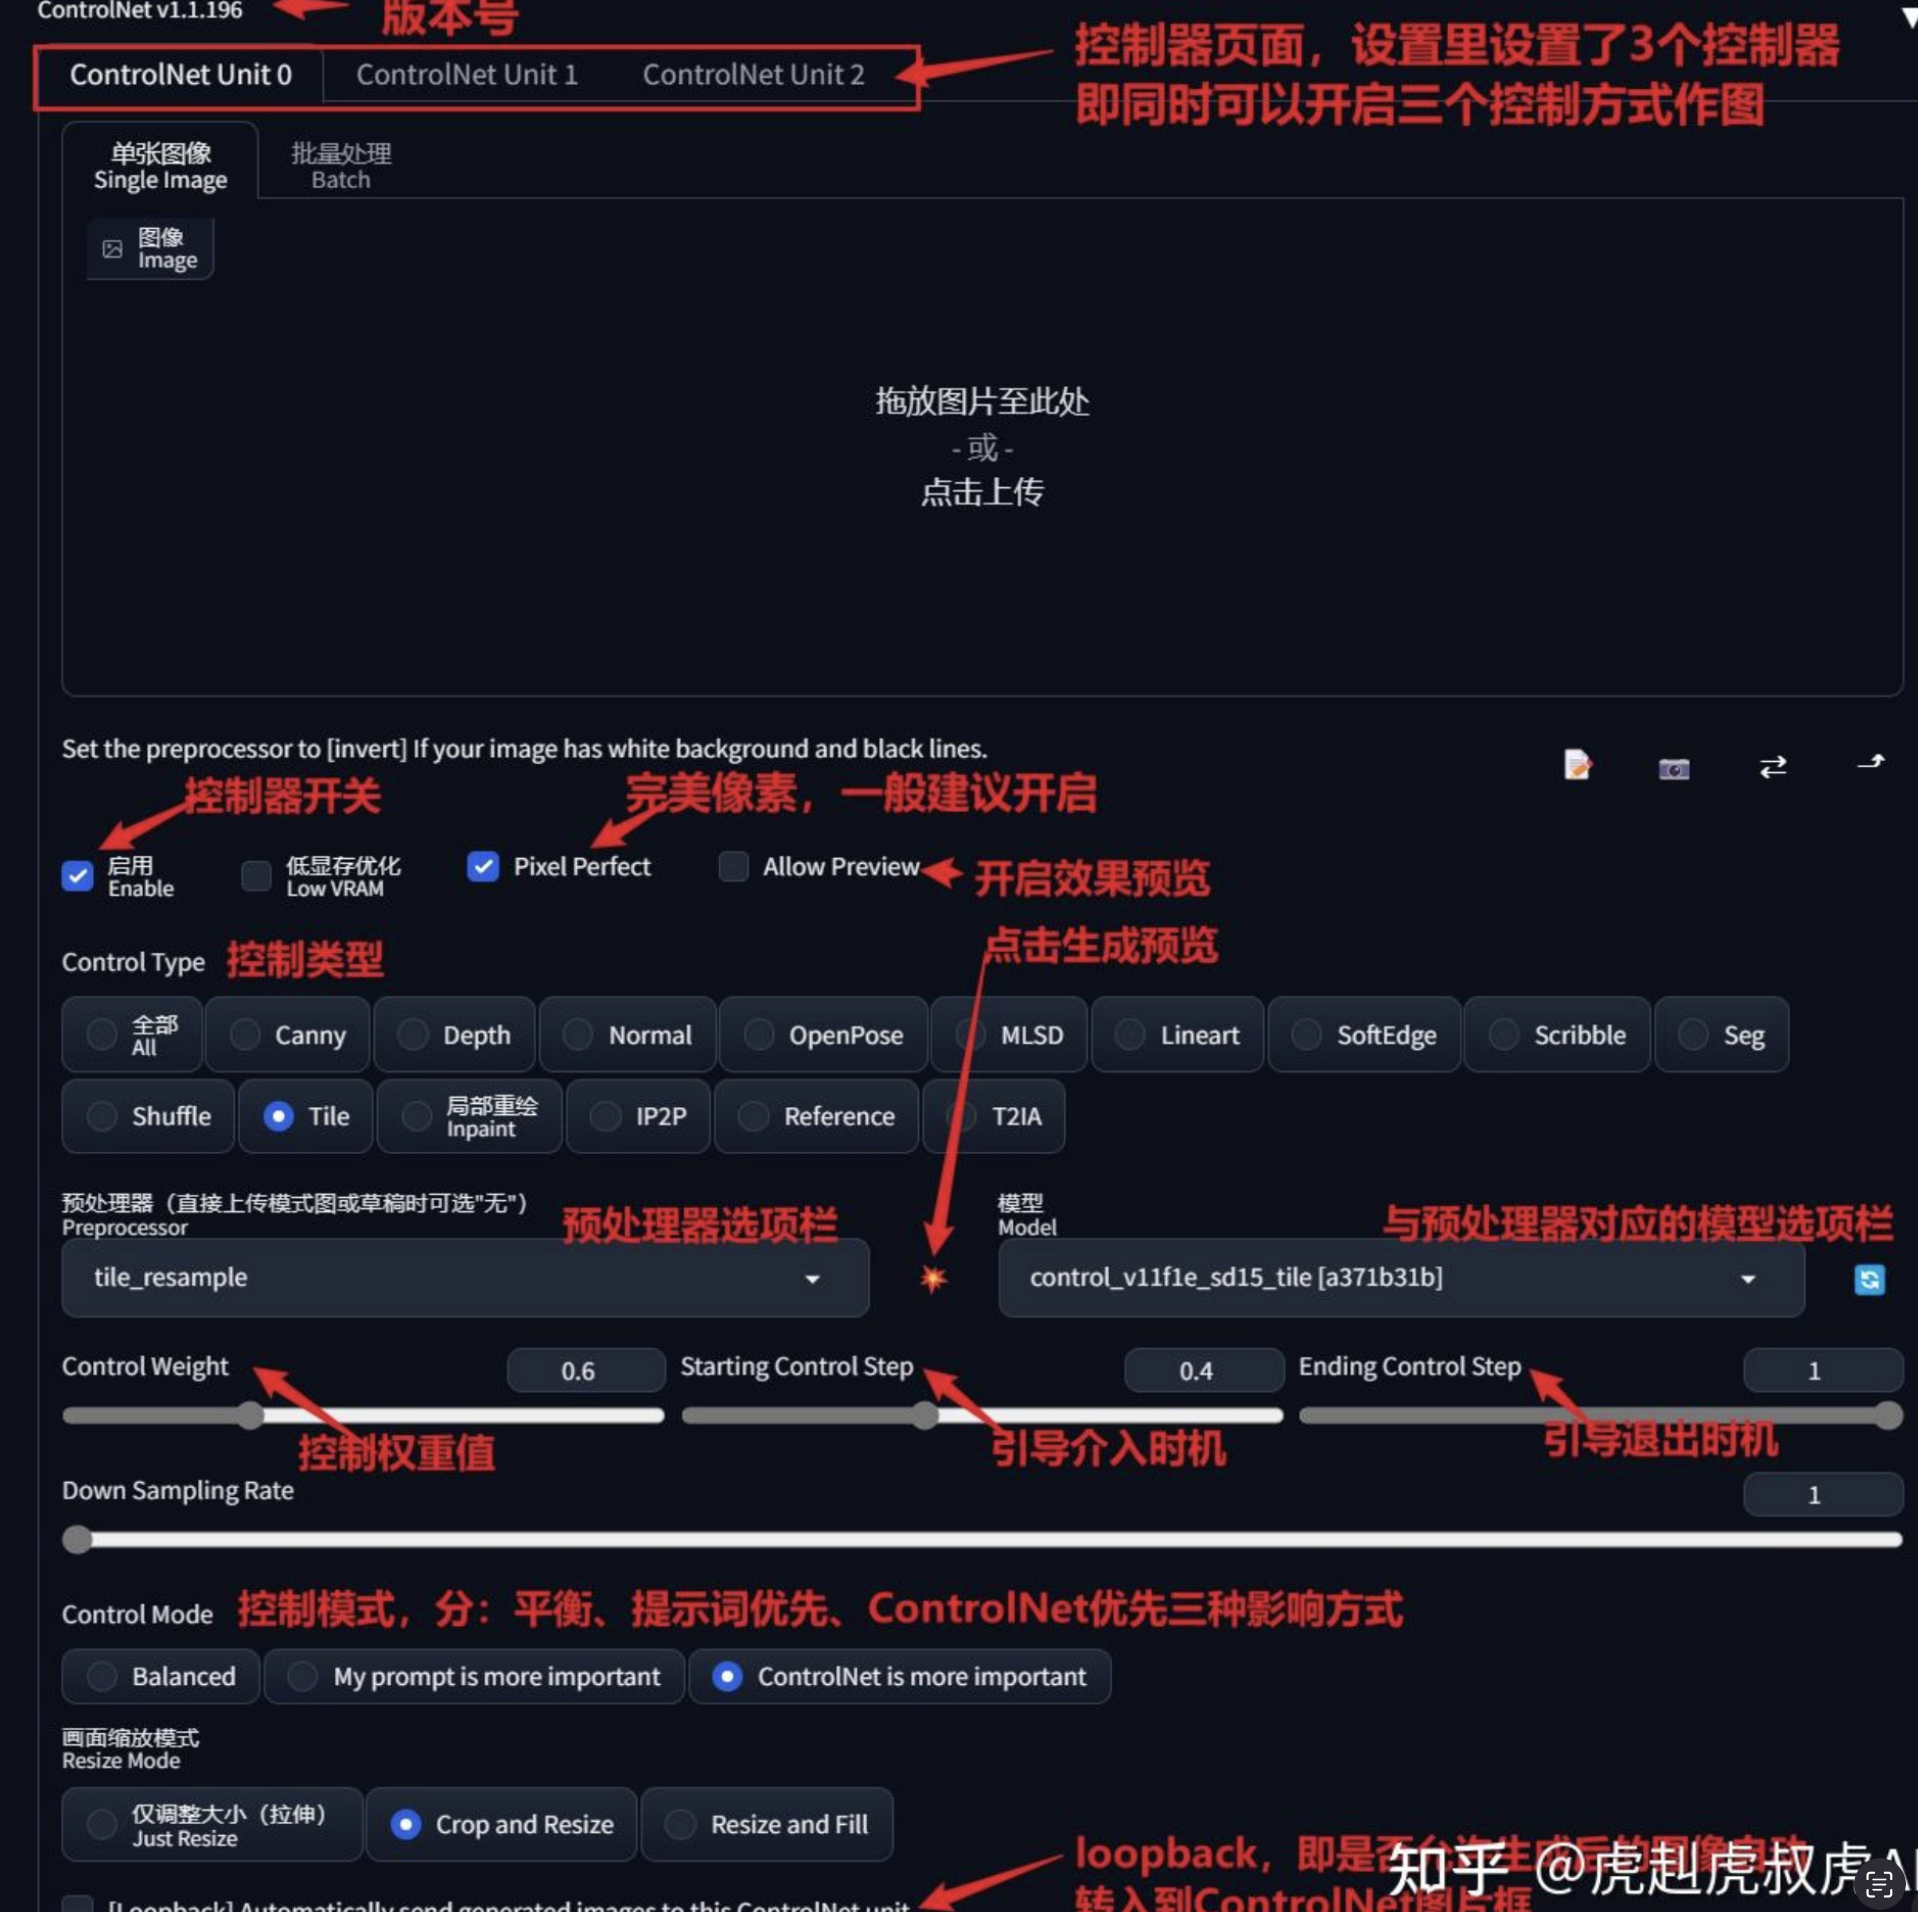 ControlNet v1.1.196
版本号
ControlNet Unit 0
ControlNet Unit 1
ControlNet Unit 2
控制器页面，设置里设置了3个控制器
即同时可以开启三个控制方式作图
单张图像
Single Image
批量处理
Batch
图像
Image
拖放图片至此处
- 或 -
点击上传
Set the preprocessor to [invert] If your image has white background and black lines.
控制器开关
完美像素，一般建议开启
启用
Enable
低显存优化
Low VRAM
Pixel Perfect
Allow Preview
开启效果预览
点击生成预览
Control Type
控制类型
全部
All
Canny
Depth
Normal
OpenPose
MLSD
Lineart
SoftEdge
Scribble
Seg
Shuffle
Tile
局部重绘
Inpaint
IP2P
Reference
T2IA
预处理器（直接上传模式图或草稿时可选"无"）
Preprocessor
预处理器选项栏
模型
Model
与预处理器对应的模型选项栏
tile_resample
control_v11f1e_sd15_tile [a371b31b]
Control Weight
0.6
Starting Control Step
0.4
Ending Control Step
1
控制权重值
引导介入时机
引导退出时机
Down Sampling Rate
1
Control Mode
控制模式，分：平衡、提示词优先、ControlNet优先三种影响方式
Balanced
My prompt is more important
ControlNet is more important
画面缩放模式
Resize Mode
仅调整大小（拉伸）
Just Resize
Crop and Resize
Resize and Fill
loopback，即是否允许生成后的图像自动
转入到ControlNet图片框
知乎 @虎赳虎叔虎A
[Loopback] Automatically send generated images to this ControlNet unit